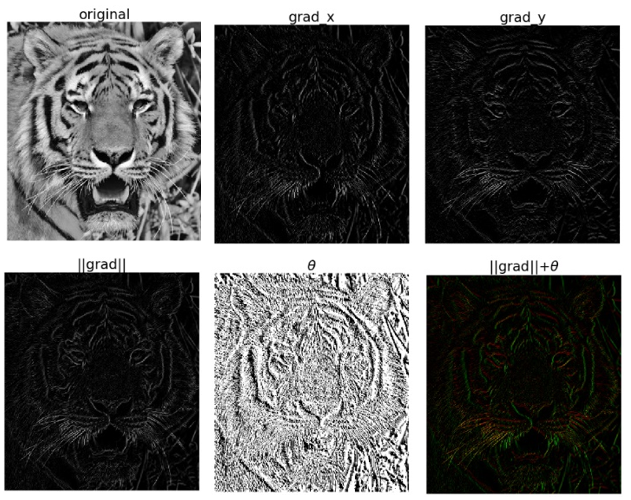 original
grad_x
grad_y
||grad||
θ
||grad||+θ